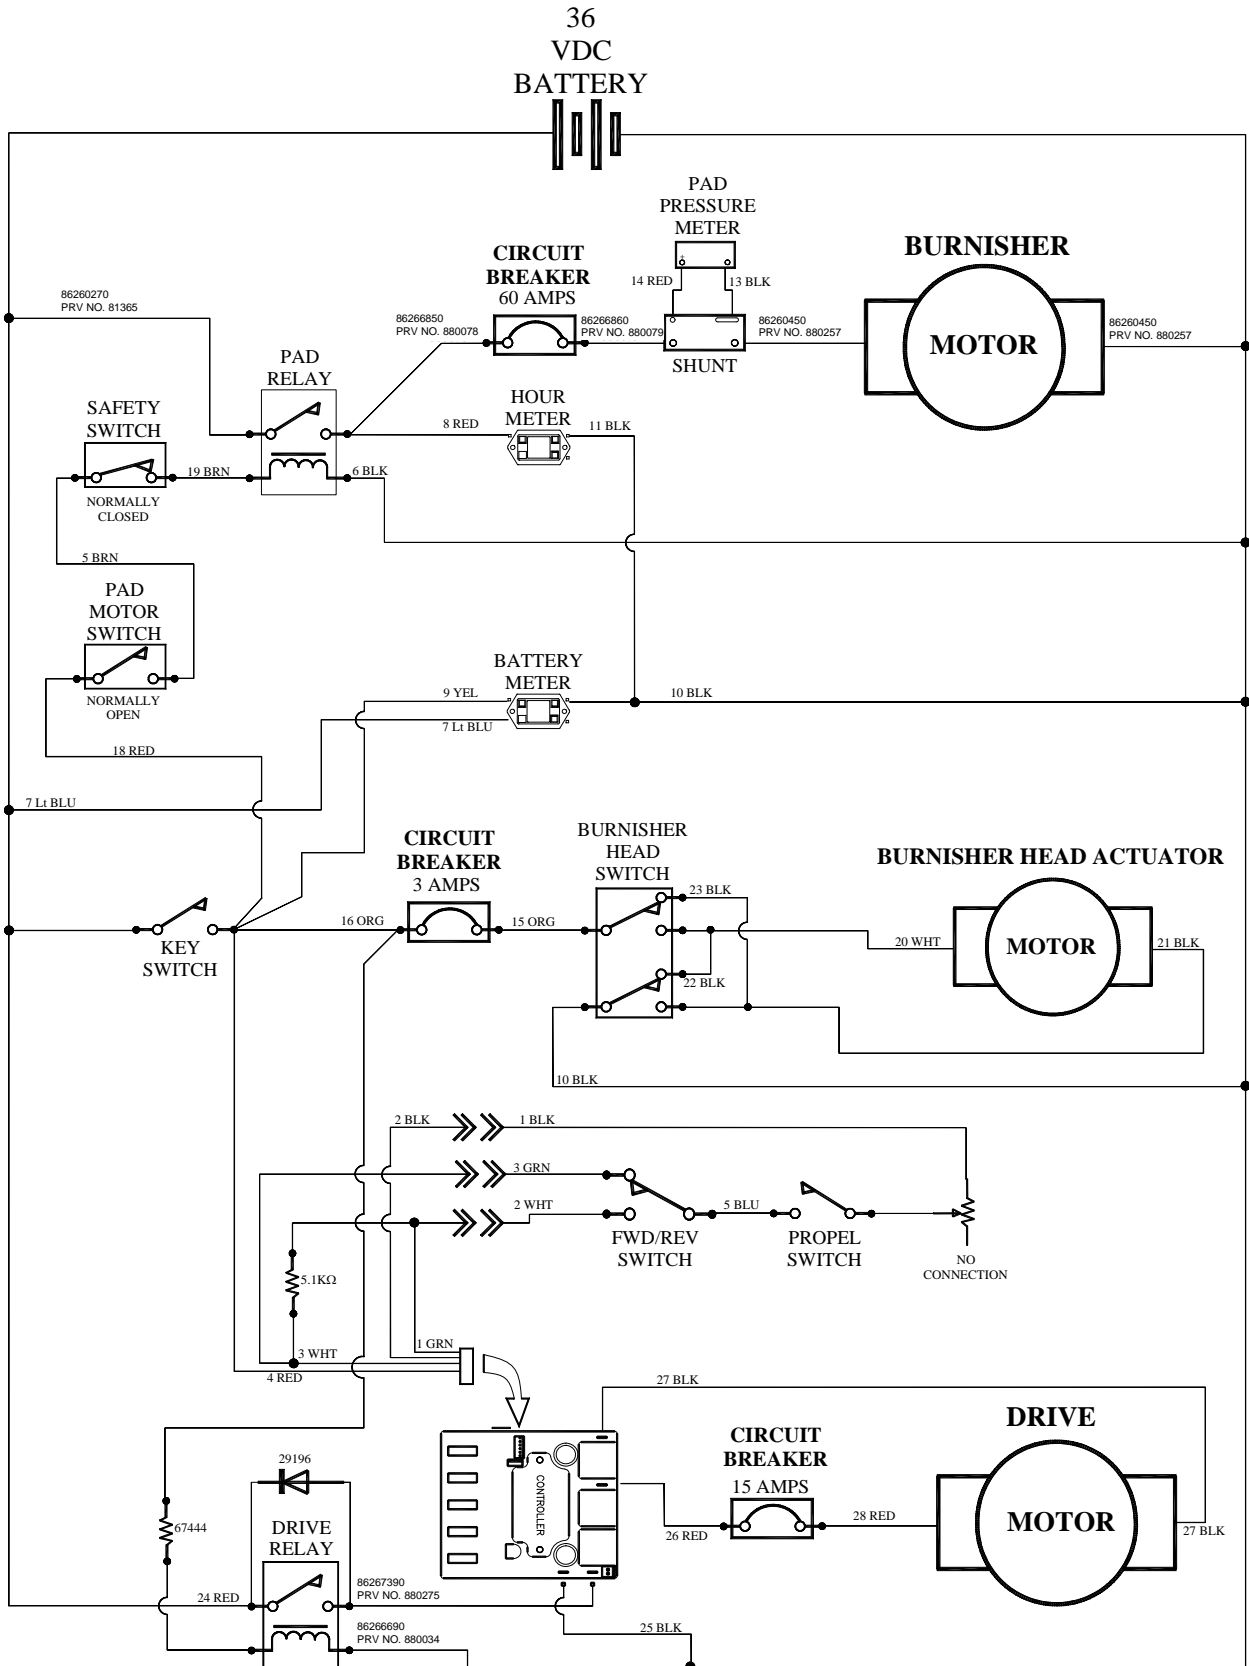 36
VDC
BATTERY
PAD
PRESSURE
METER
CIRCUIT
BREAKER
60 AMPS
BURNISHER
14 RED
13 BLK
86260270
PRV NO. 81365
86266850
PRV NO. 880078
86266860
PRV NO. 880079
86260450
PRV NO. 880257
86260450
PRV NO. 880257
MOTOR
SHUNT
PAD
RELAY
HOUR
METER
8 RED
11 BLK
SAFETY
SWITCH
19 BRN
6 BLK
NORMALLY
CLOSED
5 BRN
PAD
MOTOR
SWITCH
NORMALLY
OPEN
BATTERY
METER
9 YEL
7 Lt BLU
10 BLK
18 RED
7 Lt BLU
CIRCUIT
BREAKER
3 AMPS
BURNISHER
HEAD
SWITCH
BURNISHER HEAD ACTUATOR
23 BLK
16 ORG
15 ORG
20 WHT
MOTOR
21 BLK
KEY
SWITCH
22 BLK
10 BLK
2 BLK
1 BLK
3 GRN
2 WHT
5 BLU
FWD/REV
SWITCH
PROPEL
SWITCH
NO
CONNECTION
5.1KΩ
1 GRN
3 WHT
4 RED
27 BLK
DRIVE
CIRCUIT
BREAKER
15 AMPS
29196
CONTROLLER
67444
DRIVE
RELAY
26 RED
28 RED
MOTOR
27 BLK
24 RED
86267390
PRV NO. 880275
86266690
PRV NO. 880034
25 BLK